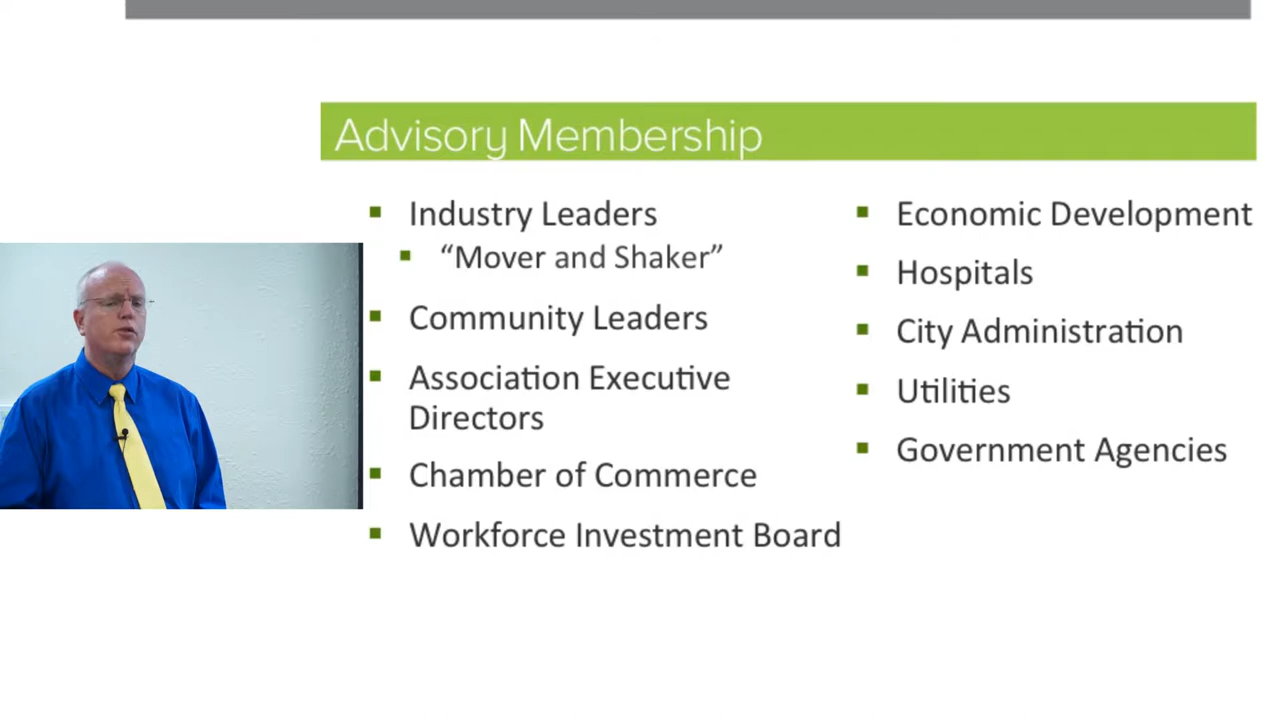 Advisory Membership
Industry Leaders
“Mover and Shaker”
Community Leaders
Association Executive
Directors
Chamber of Commerce
Workforce Investment Board
Economic Development
Hospitals
City Administration
Utilities
Government Agencies